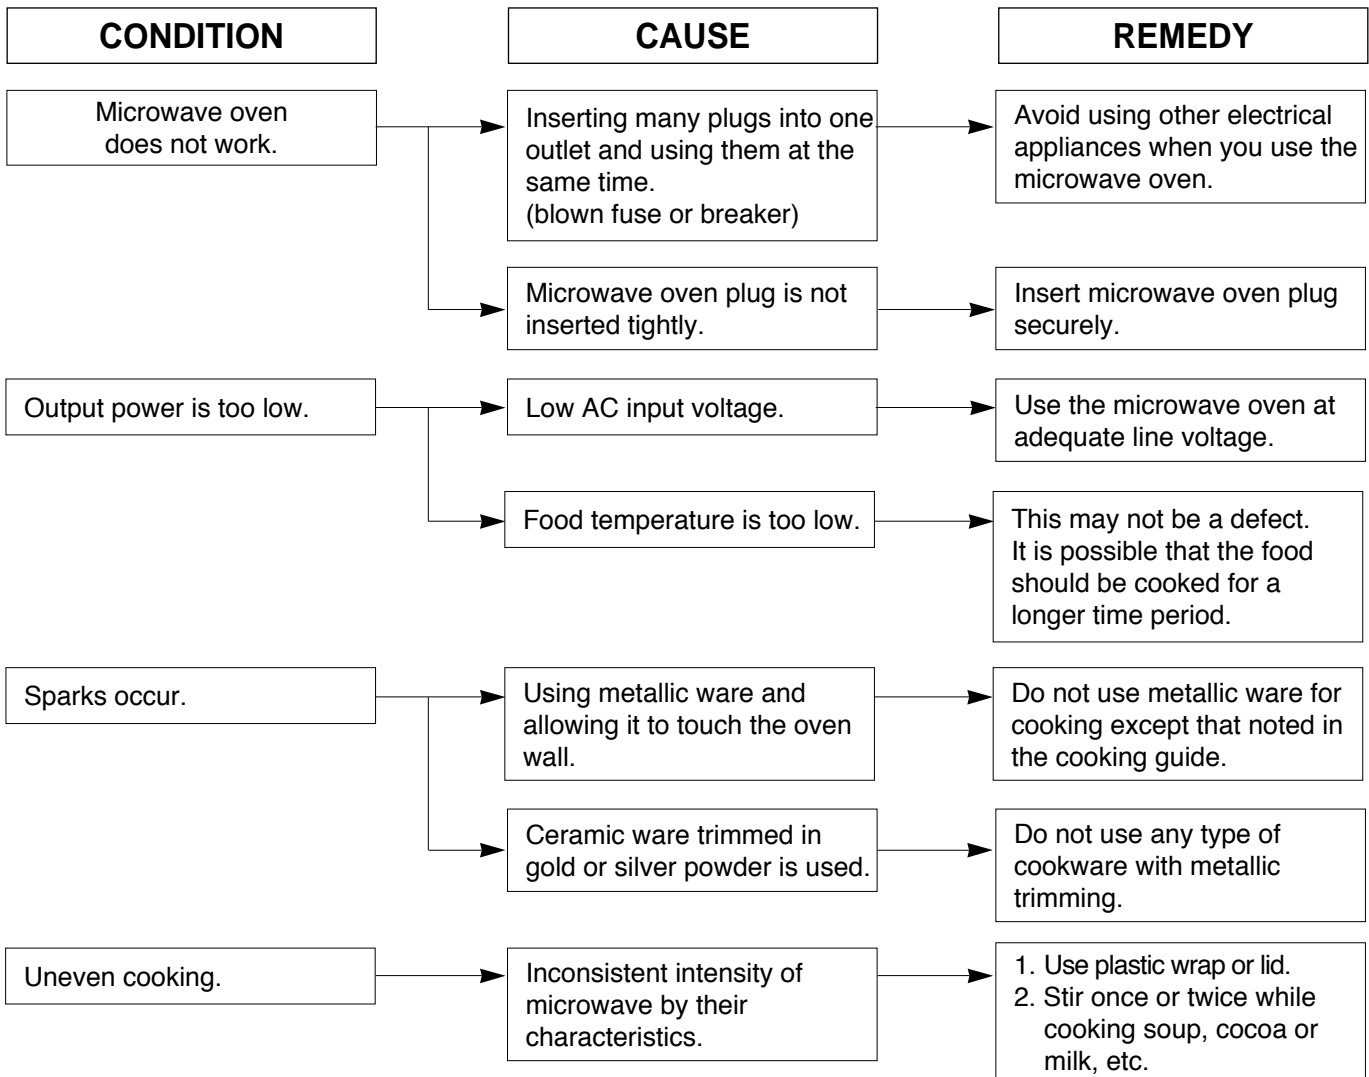 CONDITION
CAUSE
REMEDY
Microwave oven
does not work.
Inserting many plugs into one
outlet and using them at the
same time.
(blown fuse or breaker)
Avoid using other electrical
appliances when you use the
microwave oven.
Microwave oven plug is not
inserted tightly.
Insert microwave oven plug
securely.
Output power is too low.
Low AC input voltage.
Use the microwave oven at
adequate line voltage.
Food temperature is too low.
This may not be a defect.
It is possible that the food
should be cooked for a
longer time period.
Sparks occur.
Using metallic ware and
allowing it to touch the oven
wall.
Do not use metallic ware for
cooking except that noted in
the cooking guide.
Ceramic ware trimmed in
gold or silver powder is used.
Do not use any type of
cookware with metallic
trimming.
Uneven cooking.
Inconsistent intensity of
microwave by their
characteristics.
1. Use plastic wrap or lid.
2. Stir once or twice while
cooking soup, cocoa or
milk, etc.